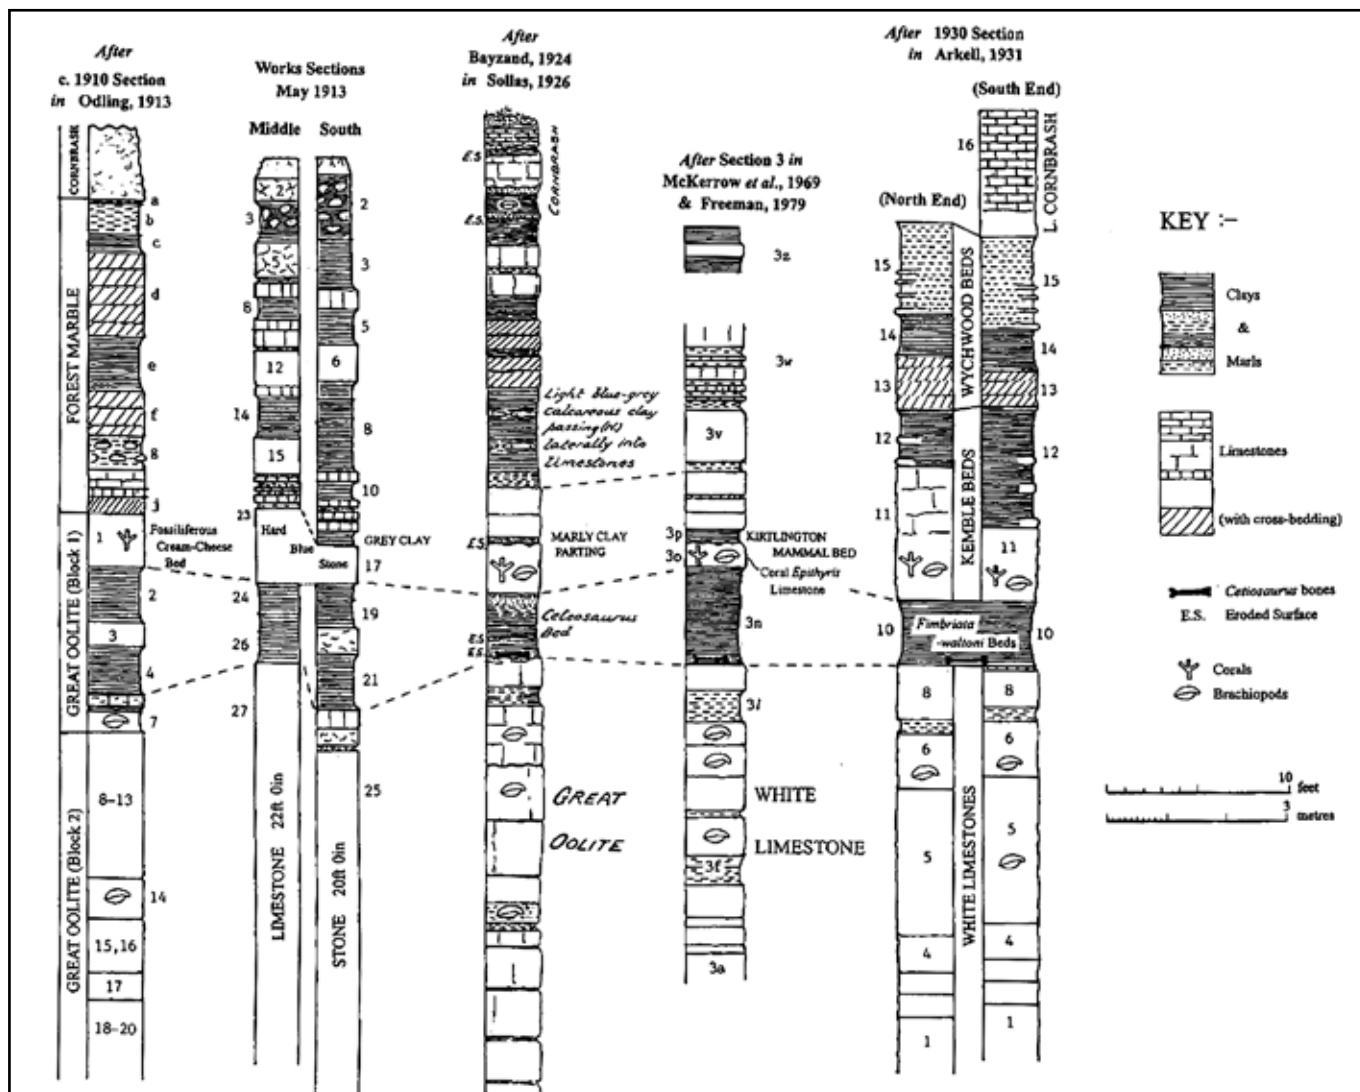 After
c. 1910 Section
in Odling, 1913
CORNBRASH
FOREST MARBLE
GREAT OOLITE (Block 1)
GREAT OOLITE (Block 2)
a
b
c
d
e
f
8
j
1
Fossiliferous
Cream-Cheese
Bed
2
3
4
7
8-13
14
15,16
17
18-20
Works Sections
May 1913
Middle South
2
3
5
8
12
14
15
23
Hard
Blue
Stone
24
26
27
LIMESTONE 22ft 0in
2
3
5
6
8
10
GREY CLAY
17
19
21
25
STONE 20ft 0in
After
Bayzand, 1924
in Sollas, 1926
E.S
E.S.
CORNBRASH
Light blue-grey
calcareous clay
passing (N)
laterally into
Limestones
E.S.
MARLY CLAY
PARTING
Ceteosaurus
Bed
E.S
E.S.
GREAT
OOLITE
After Section 3 in
McKerrow et al., 1969
& Freeman, 1979
3z
3w
3v
3p
KIRTLINGTON
MAMMAL BED
3o
Coral Epithyris
Limestone
3n
3l
WHITE
LIMESTONE
3f
3a
After 1930 Section
in Arkell, 1931
(South End)
(North End)
16
L. CORNBRASH
WYCHWOOD BEDS
KEMBLE BEDS
WHITE LIMESTONES
15
14
13
12
11
10
Fimbriata
-waltoni Beds
8
6
5
4
1
15
14
13
12
11
10
8
6
5
4
1
KEY :-
Clays
&
Marls
Limestones
(with cross-bedding)
Cetiosaurus bones
E.S. Eroded Surface
Corals
Brachiopods
10
feet
3
metres